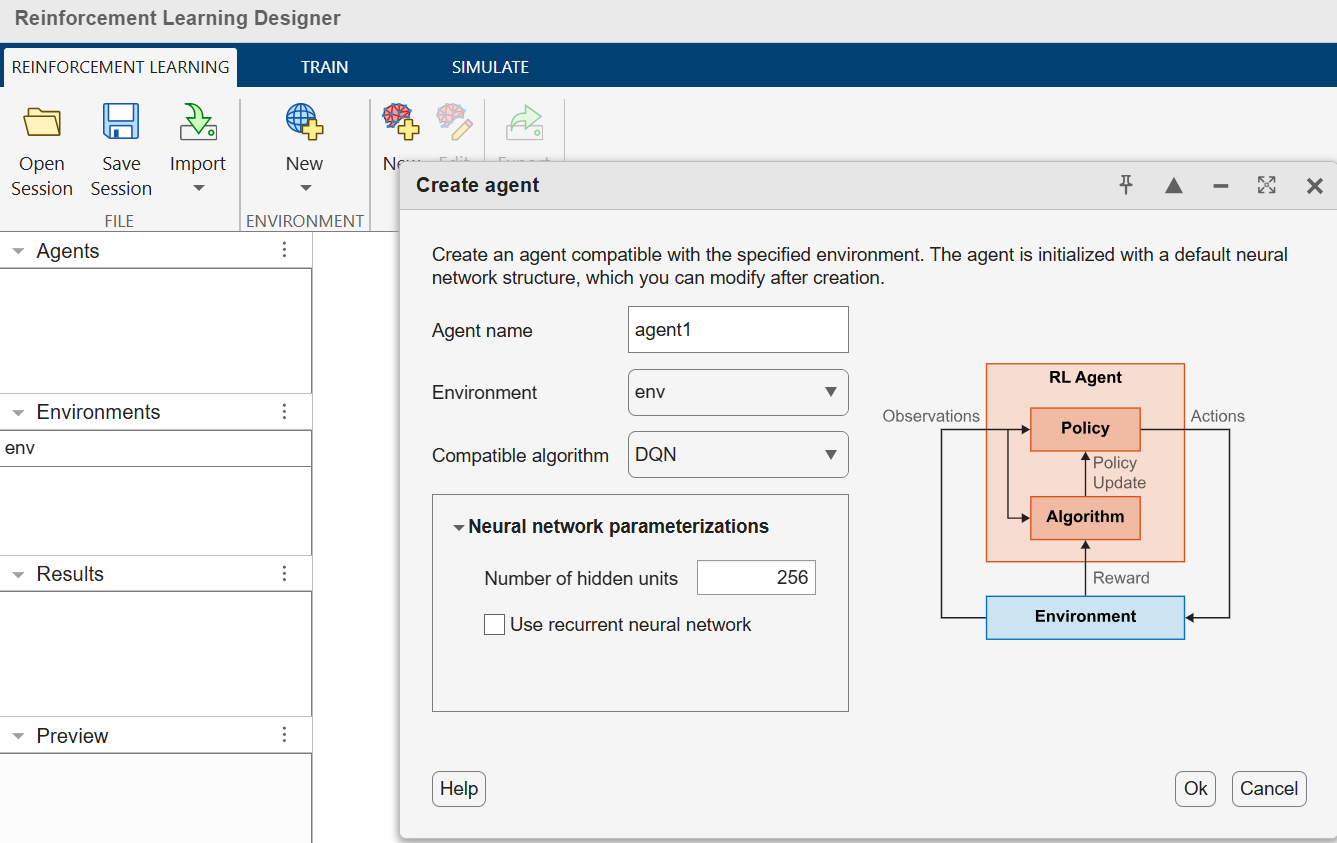 Reinforcement Learning Designer
REINFORCEMENT LEARNING
TRAIN
SIMULATE
Open
Session
Save
Session
Import
New
FILE
ENVIRONMENT
Agents
Environments
env
Results
Preview
Create agent
Create an agent compatible with the specified environment. The agent is initialized with a default neural
network structure, which you can modify after creation.
Agent name
agent1
Environment
env
Compatible algorithm
DQN
Neural network parameterizations
Number of hidden units
256
Use recurrent neural network
RL Agent
Observations
Policy
Actions
Policy
Update
Algorithm
Reward
Environment
Help
Ok
Cancel